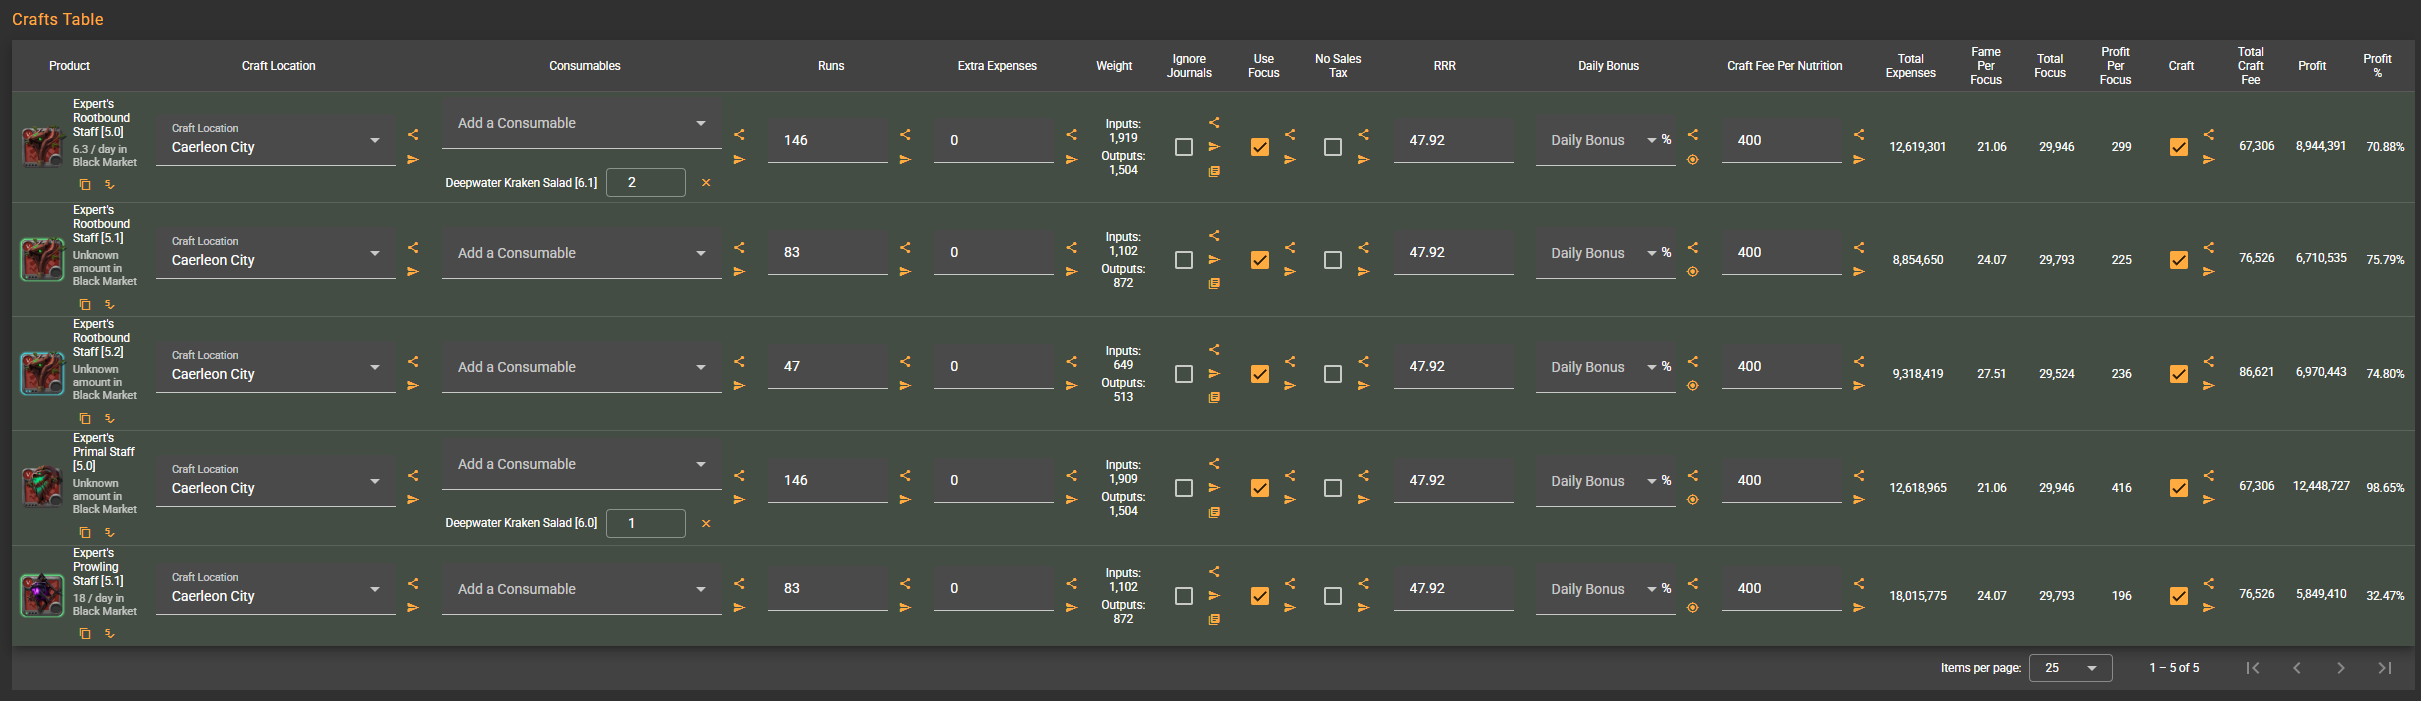 Crafts Table
Product
Craft Location
Consumables
Runs
Extra Expenses
Weight
Ignore
Journals
Use
Focus
No Sales
Tax
RRR
Daily Bonus
Craft Fee Per Nutrition
Total
Expenses
Fame
Per
Focus
Total
Focus
Profit
Per
Focus
Craft
Total
Craft
Fee
Profit
Profit
%
Expert's
Rootbound
Staff [5.0]
6.3 / day in
Black Market
Craft Location
Caerleon City
Add a Consumable
Deepwater Kraken Salad [6.1]
2
146
0
Inputs:
1,919
Outputs:
1,504
47.92
Daily Bonus
%
400
12,619,301
21.06
29,946
299
67,306
8,944,391
70.88%
Expert's
Rootbound
Staff [5.1]
Unknown
amount in
Black Market
Craft Location
Caerleon City
Add a Consumable
83
0
Inputs:
1,102
Outputs:
872
47.92
Daily Bonus
%
400
8,854,650
24.07
29,793
225
76,526
6,710,535
75.79%
Expert's
Rootbound
Staff [5.2]
Unknown
amount in
Black Market
Craft Location
Caerleon City
Add a Consumable
47
0
Inputs:
649
Outputs:
513
47.92
Daily Bonus
%
400
9,318,419
27.51
29,524
236
86,621
6,970,443
74.80%
Expert's
Primal Staff
[5.0]
Unknown
amount in
Black Market
Craft Location
Caerleon City
Add a Consumable
Deepwater Kraken Salad [6.0]
1
146
0
Inputs:
1,909
Outputs:
1,504
47.92
Daily Bonus
%
400
12,618,965
21.06
29,946
416
67,306
12,448,727
98.65%
Expert's
Prowling
Staff [5.1]
18 / day in
Black Market
Craft Location
Caerleon City
Add a Consumable
83
0
Inputs:
1,102
Outputs:
872
47.92
Daily Bonus
%
400
18,015,775
24.07
29,793
196
76,526
5,849,410
32.47%
Items per page:
25
1 – 5 of 5